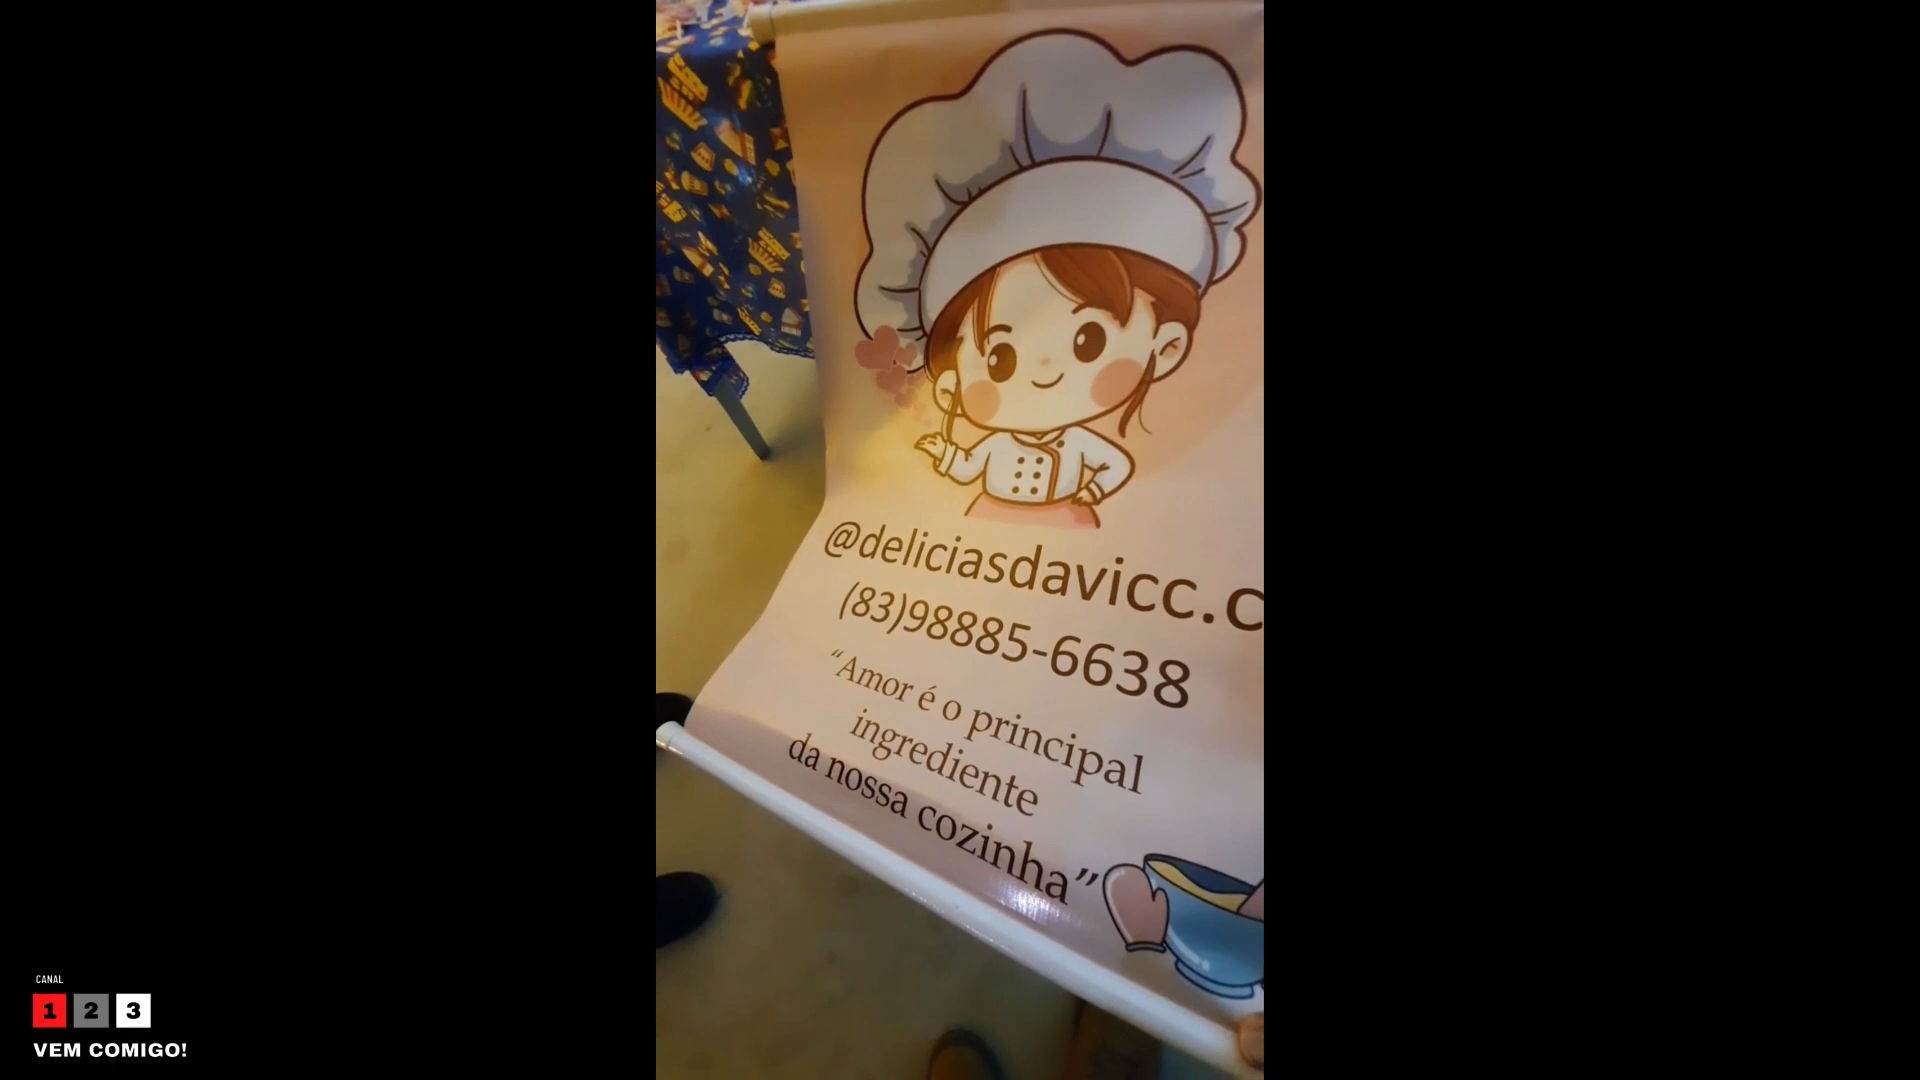 @deliciasdavicc.c
(83)98885-6638
“Amor é o principal
ingrediente
da nossa cozinha”
CANAL
1 2 3
VEM COMIGO!